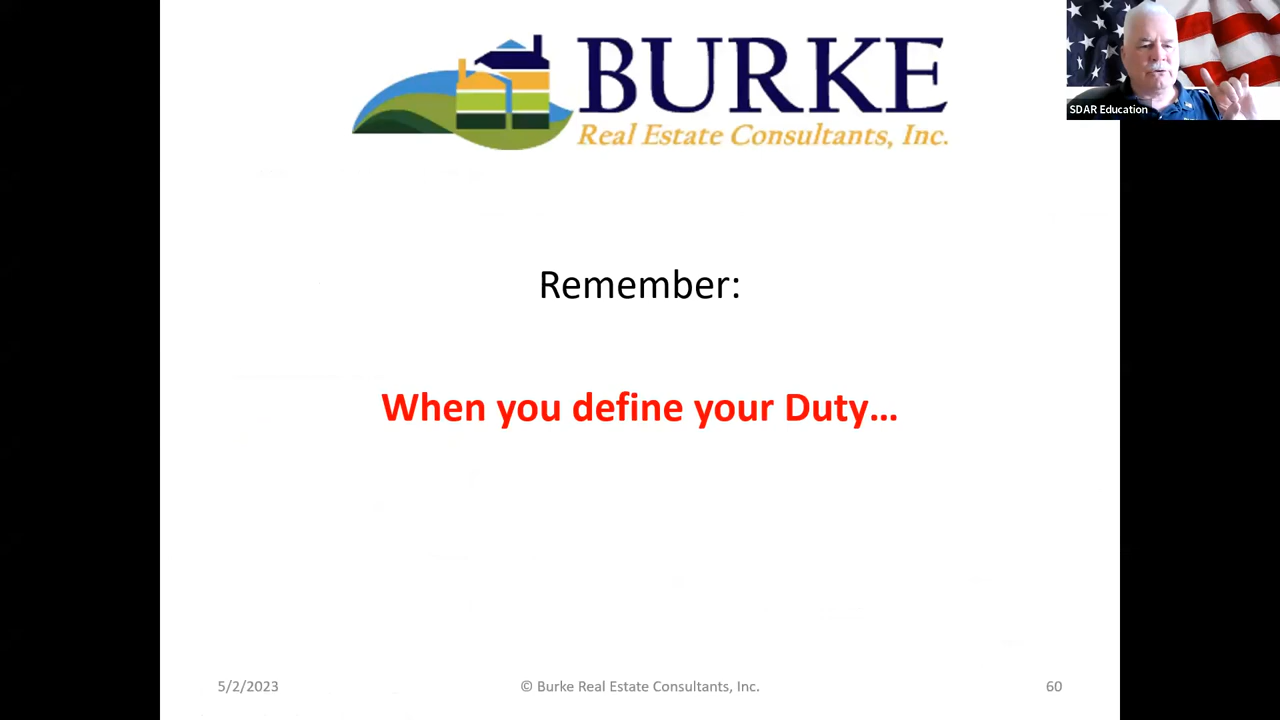 BURKE
Real Estate Consultants, Inc.
SDAR Education
Remember:
When you define your Duty...
5/2/2023
© Burke Real Estate Consultants, Inc.
60